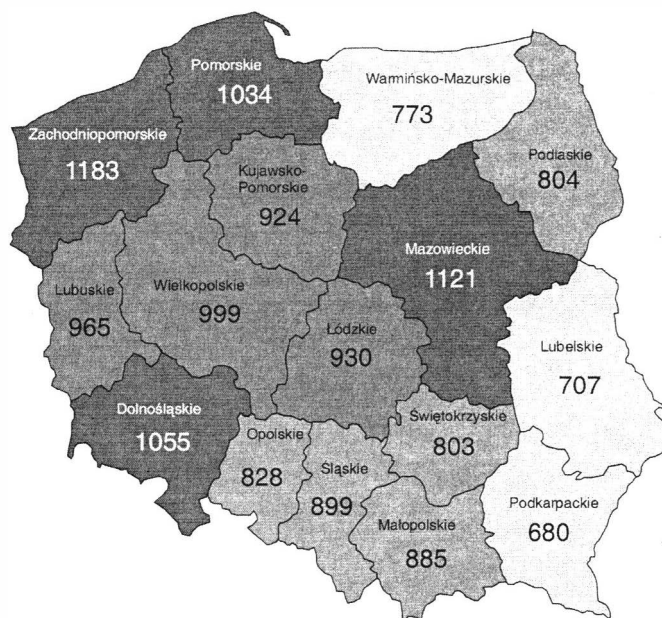 Pomorskie
1034
Warmińsko-Mazurskie
773
Zachodniopomorskie
1183
Podlaskie
804
Kujawsko-
Pomorskie
924
Mazowieckie
1121
Lubuskie
965
Wielkopolskie
999
Łódzkie
930
Lubelskie
707
Dolnośląskie
1055
Opolskie
828
Śląskie
899
Świętokrzyskie
803
Małopolskie
885
Podkarpackie
680